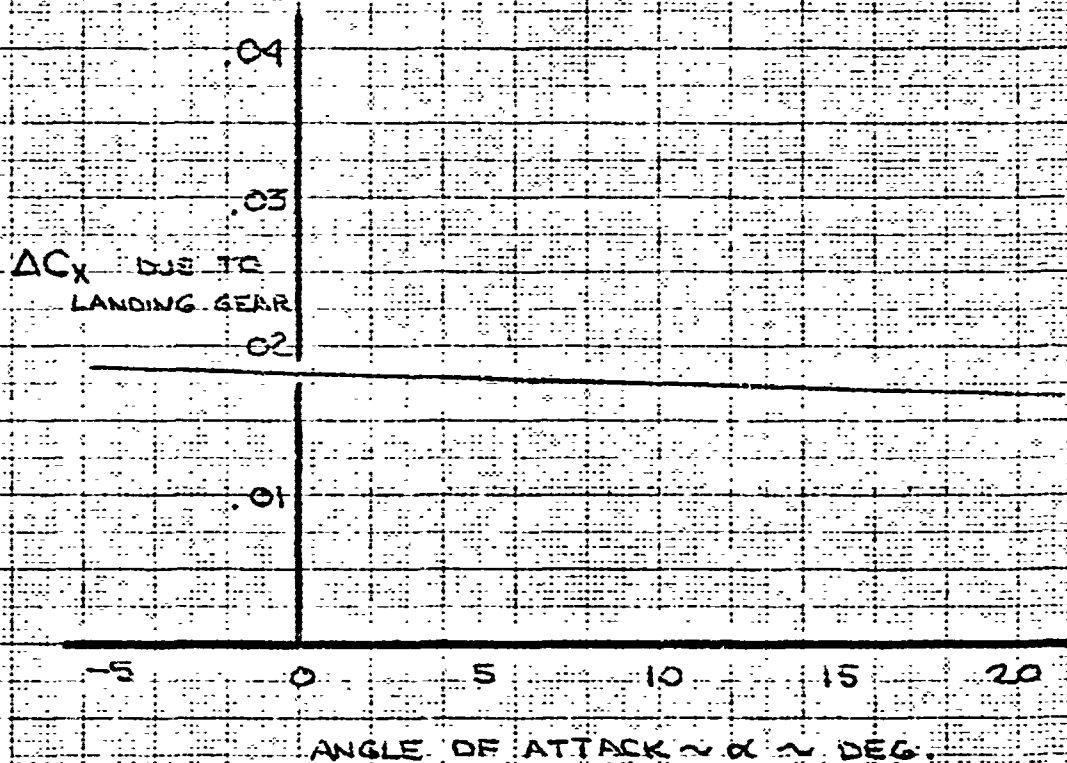 .04
.03
ΔCx DUE TO
LANDING GEAR
02
.01
-5 0 5 10 15 20
ANGLE OF ATTACK ~ α ~ DEG.